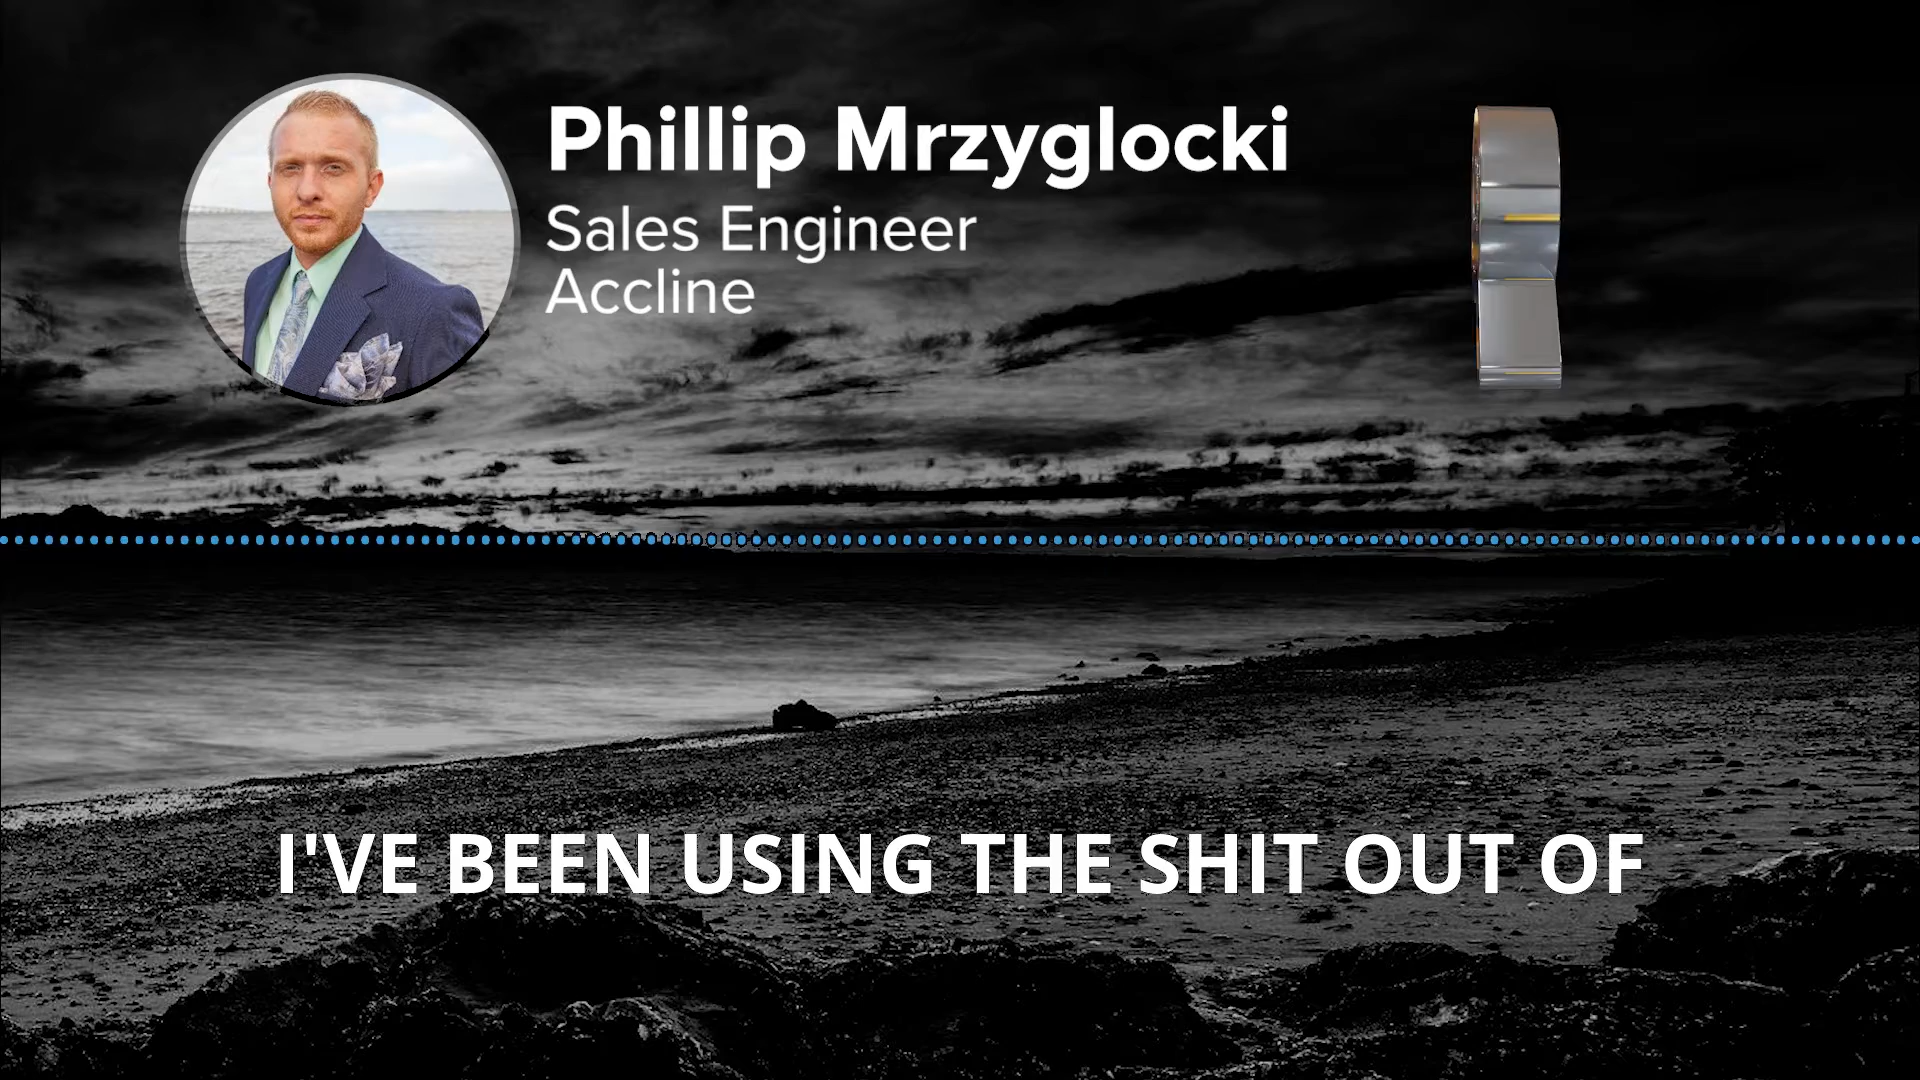 Phillip Mrzyglocki
Sales Engineer
Accline
I'VE BEEN USING THE SHIT OUT OF